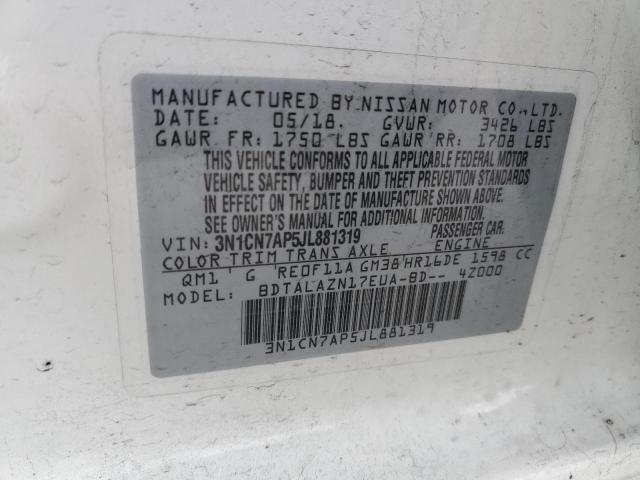 MANUFACTURED BY NISSAN MOTOR CO.,LTD.
DATE: 05/18. GVWR: 3426 LBS
GAWR FR: 1750 LBS GAWR RR: 1708 LBS
THIS VEHICLE CONFORMS TO ALL APPLICABLE FEDERAL MOTOR
VEHICLE SAFETY, BUMPER AND THEFT PREVENTION STANDARDS
IN EFFECT ON THE DATE OF MANUFACTURE SHOWN ABOVE.
SEE OWNER'S MANUAL FOR ADDITIONAL INFORMATION
VIN: 3N1CN7AP5JL881319 PASSENGER CAR.
COLOR TRIM TRANS AXLE ENGINE
QM1 G RE0F11A GM38 HR16DE 1598 CC
MODEL: BDTALAZN17EUA-BD-- 4Z000
3N1CN7AP5JL881319